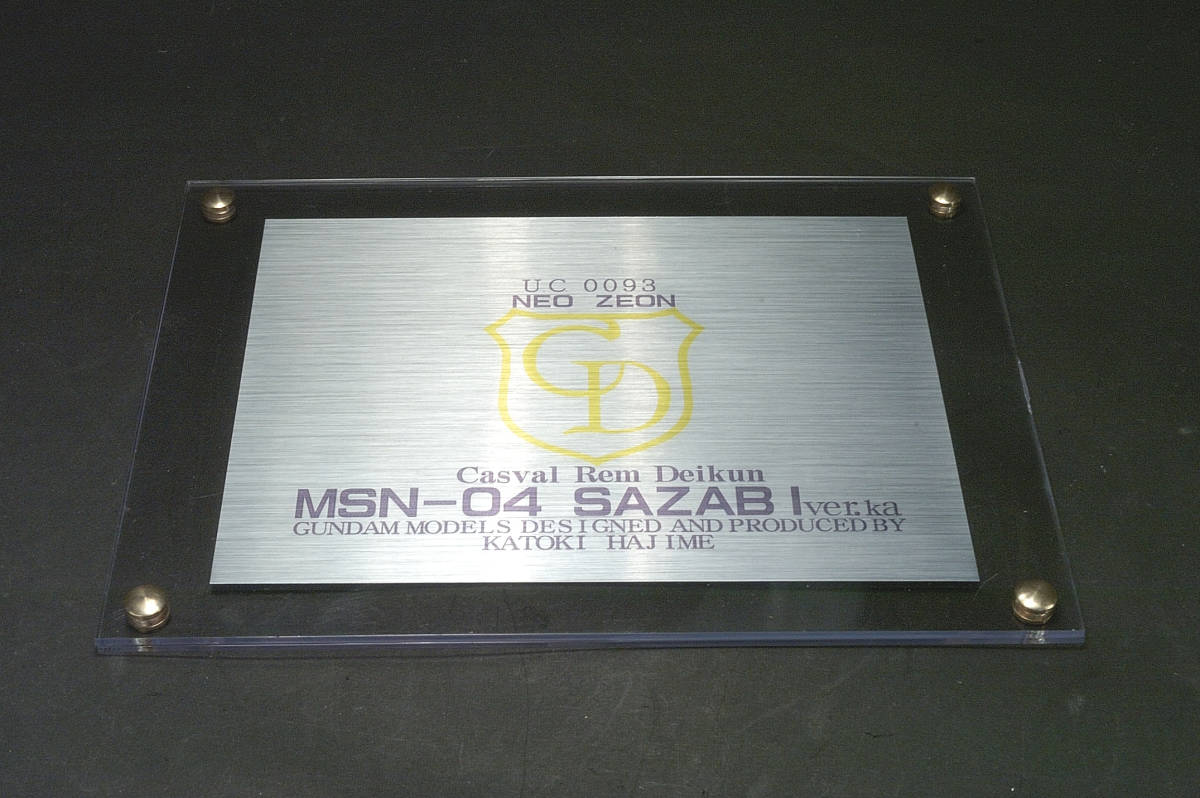 UC 0093
NEO ZEON
CD
Casval Rem Deikun
MSN-04 SAZABI ver.ka
GUNDAM MODELS DESIGNED AND PRODUCED BY
KATOKI HAJIME